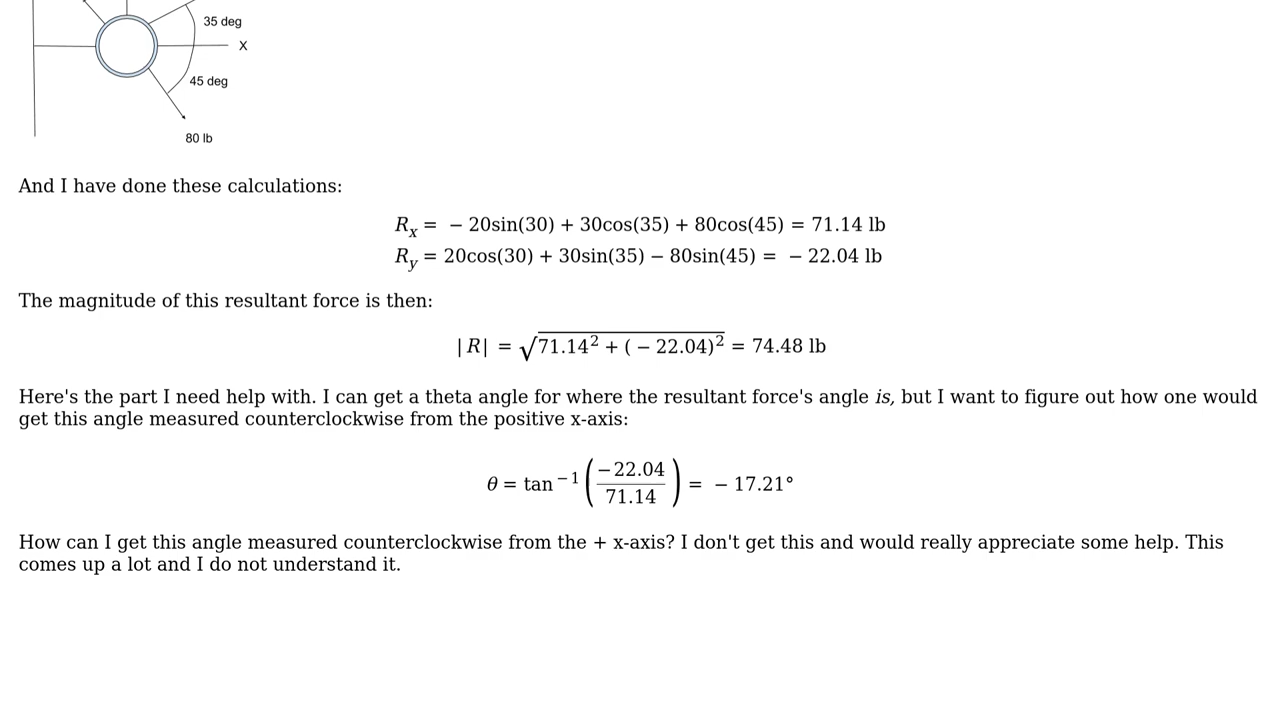 35 deg
X
45 deg
80 lb
And I have done these calculations:
R_x = − 20sin(30) + 30cos(35) + 80cos(45) = 71.14 lb
R_y = 20cos(30) + 30sin(35) − 80sin(45) = − 22.04 lb
The magnitude of this resultant force is then:
|R| = √71.14² + ( − 22.04)² = 74.48 lb
Here's the part I need help with. I can get a theta angle for where the resultant force's angle is, but I want to figure out how one would
get this angle measured counterclockwise from the positive x-axis:
θ = tan⁻¹(−22.04/71.14) = − 17.21°
How can I get this angle measured counterclockwise from the + x-axis? I don't get this and would really appreciate some help. This
comes up a lot and I do not understand it.